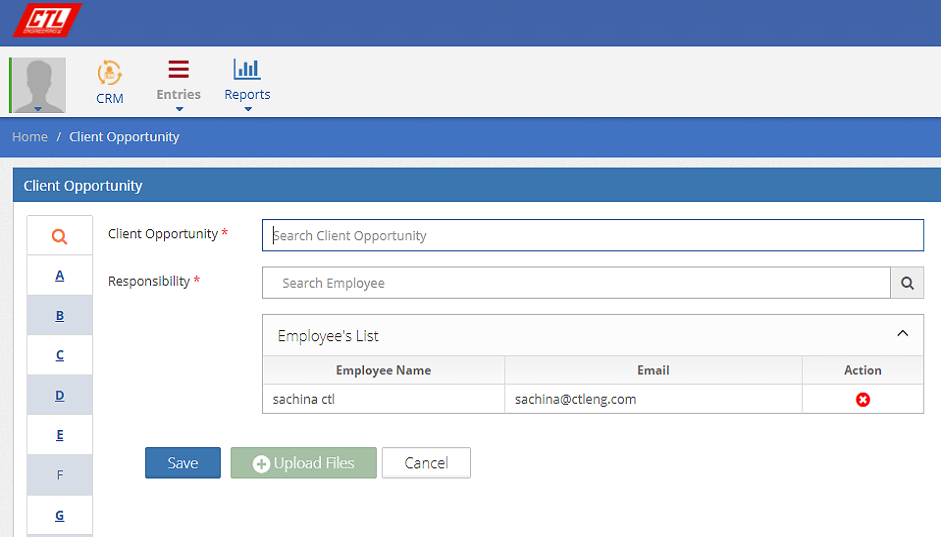 CTL
ENGINEERING
CRM
Entries
Reports
Home / Client Opportunity
Client Opportunity
Client Opportunity *
Search Client Opportunity
Responsibility *
Search Employee
Employee's List
Employee Name Email Action
sachina ctl sachina@ctleng.com
Save Upload Files Cancel
A
B
C
D
E
F
G